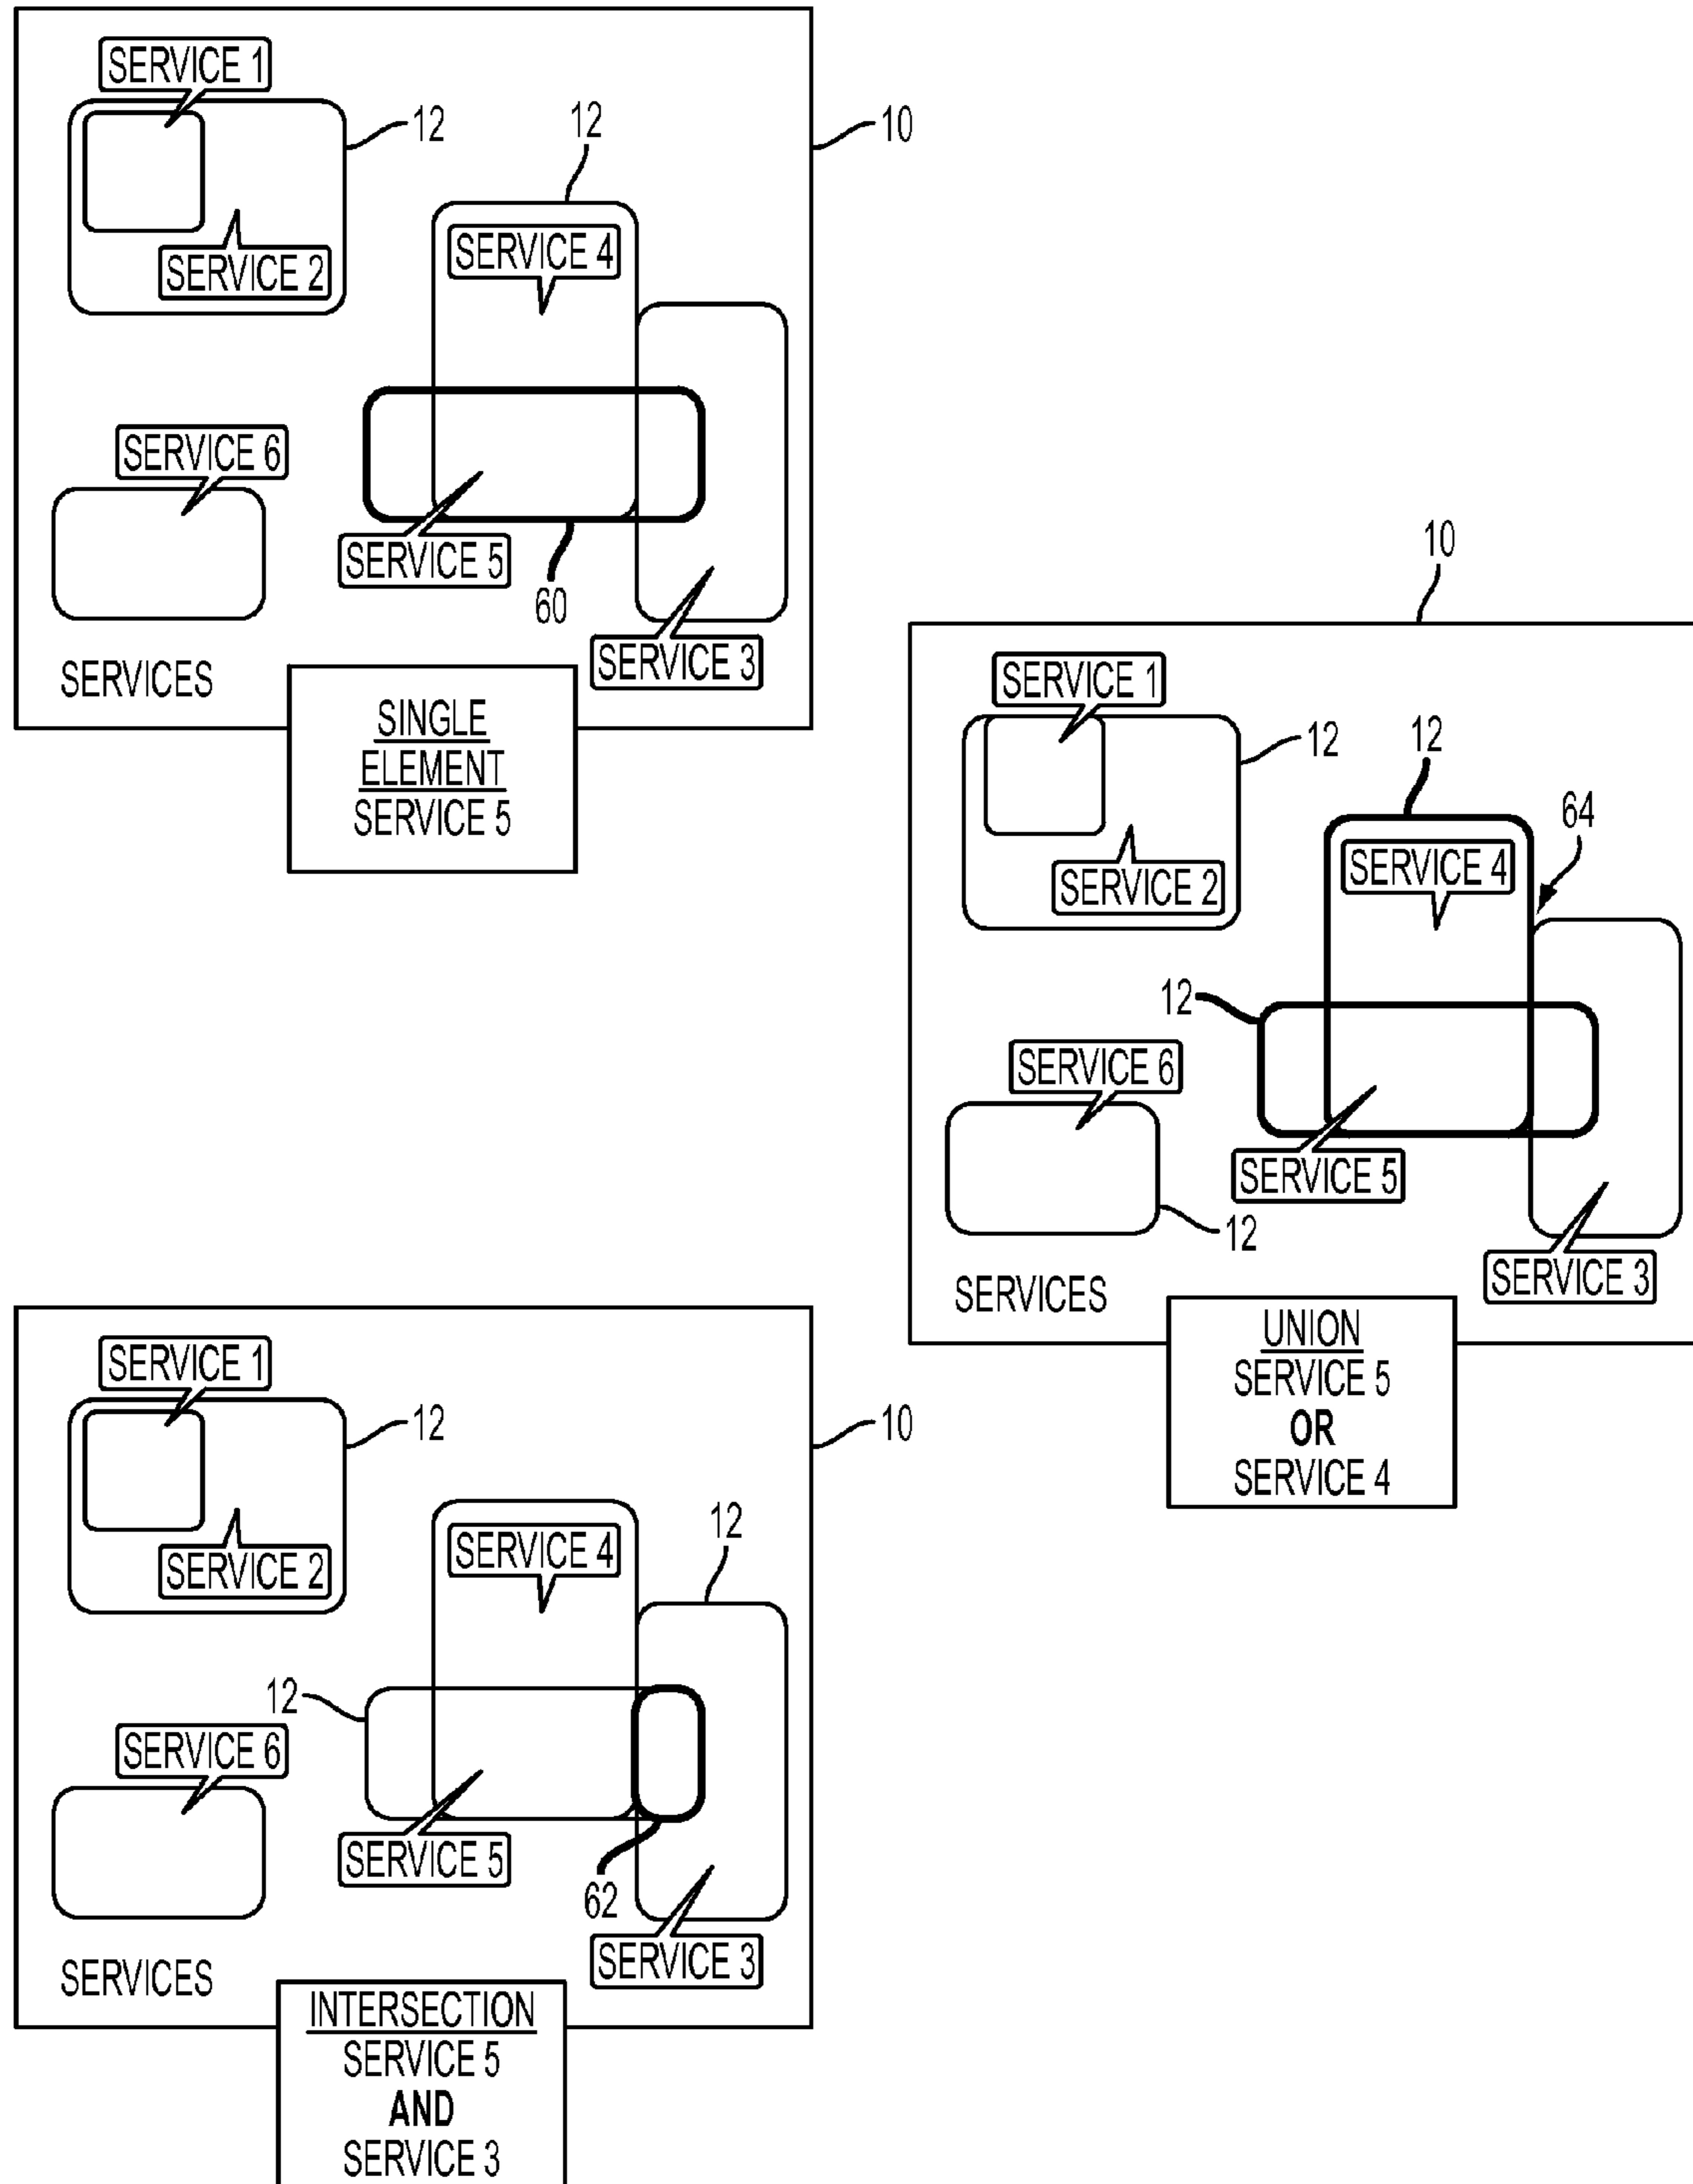 SERVICE 1
12
12
10
SERVICE 4
SERVICE 2
SERVICE 6
SERVICE 5
60
SERVICE 3
SERVICES
SINGLE
ELEMENT
SERVICE 5
10
SERVICE 1
12
12
64
SERVICE 4
SERVICE 2
12
SERVICE 6
SERVICE 5
12
SERVICE 3
SERVICES
UNION
SERVICE 5
OR
SERVICE 4
SERVICE 1
12
10
12
SERVICE 4
SERVICE 2
12
SERVICE 6
SERVICE 5
62
SERVICE 3
SERVICES
INTERSECTION
SERVICE 5
AND
SERVICE 3